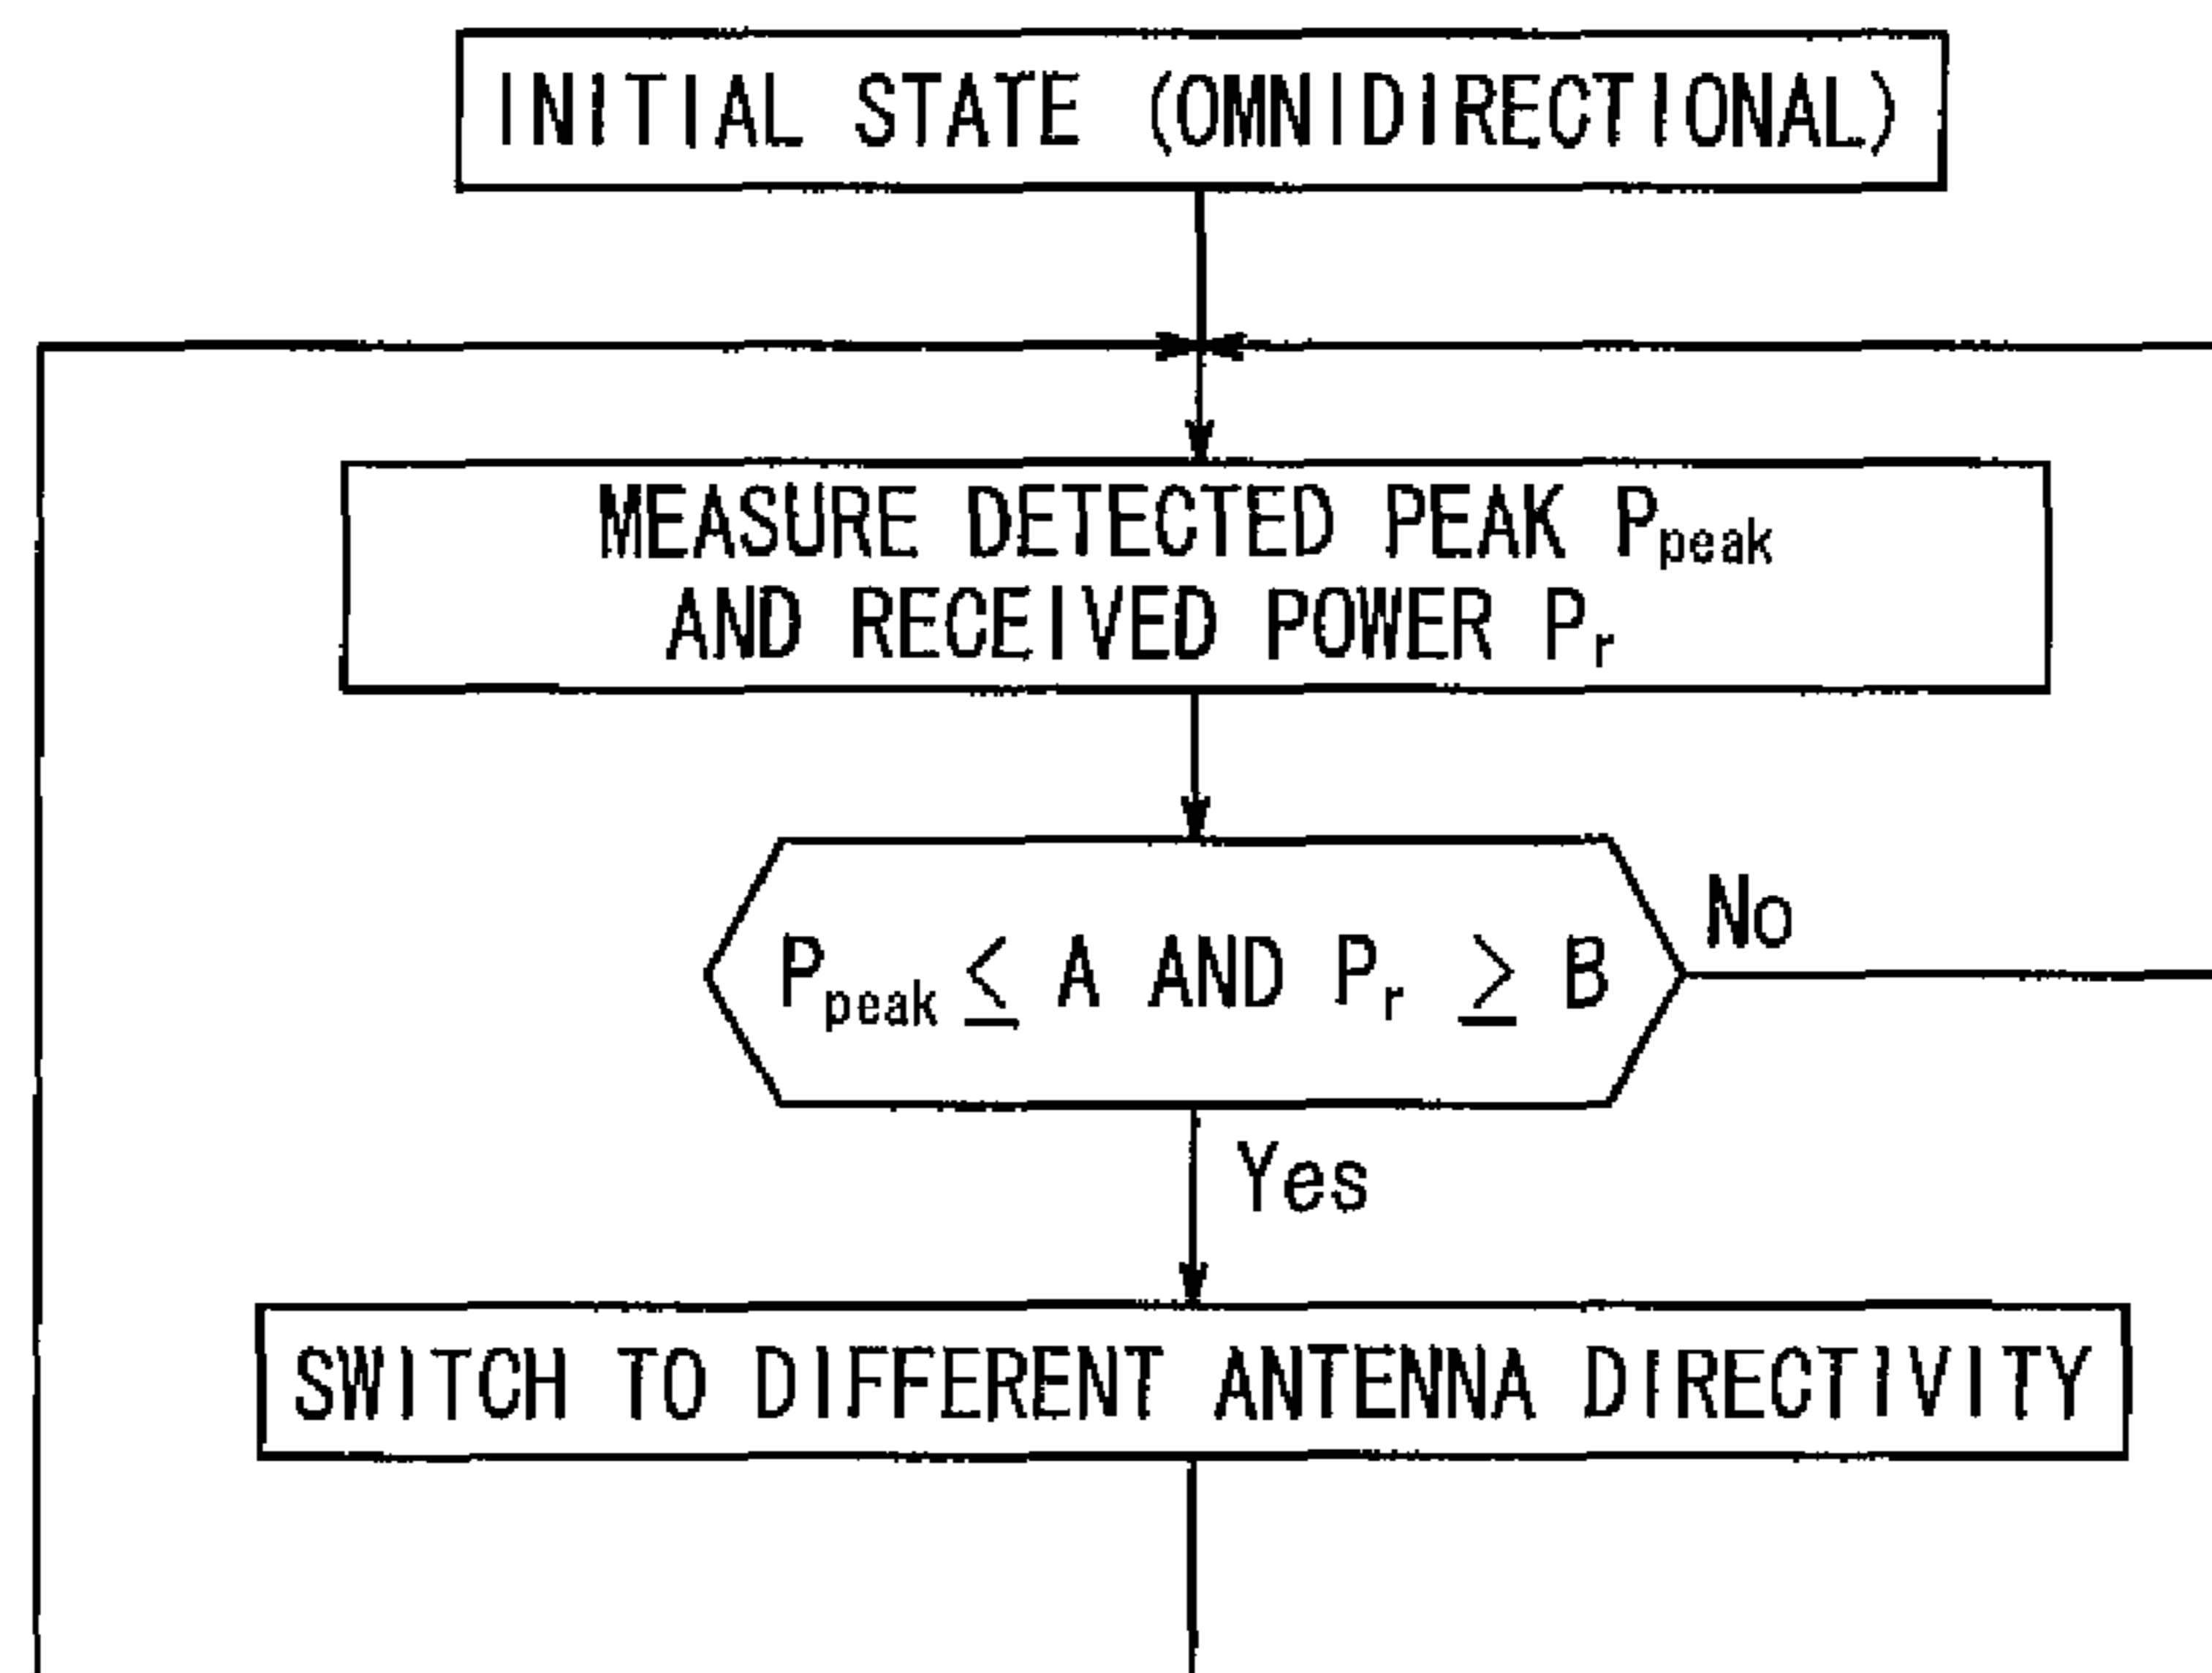 INITIAL STATE (OMNIDIRECTIONAL)
MEASURE DETECTED PEAK Ppeak
AND RECEIVED POWER Pr
Ppeak ≤ A AND Pr ≥ B
No
Yes
SWITCH TO DIFFERENT ANTENNA DIRECTIVITY